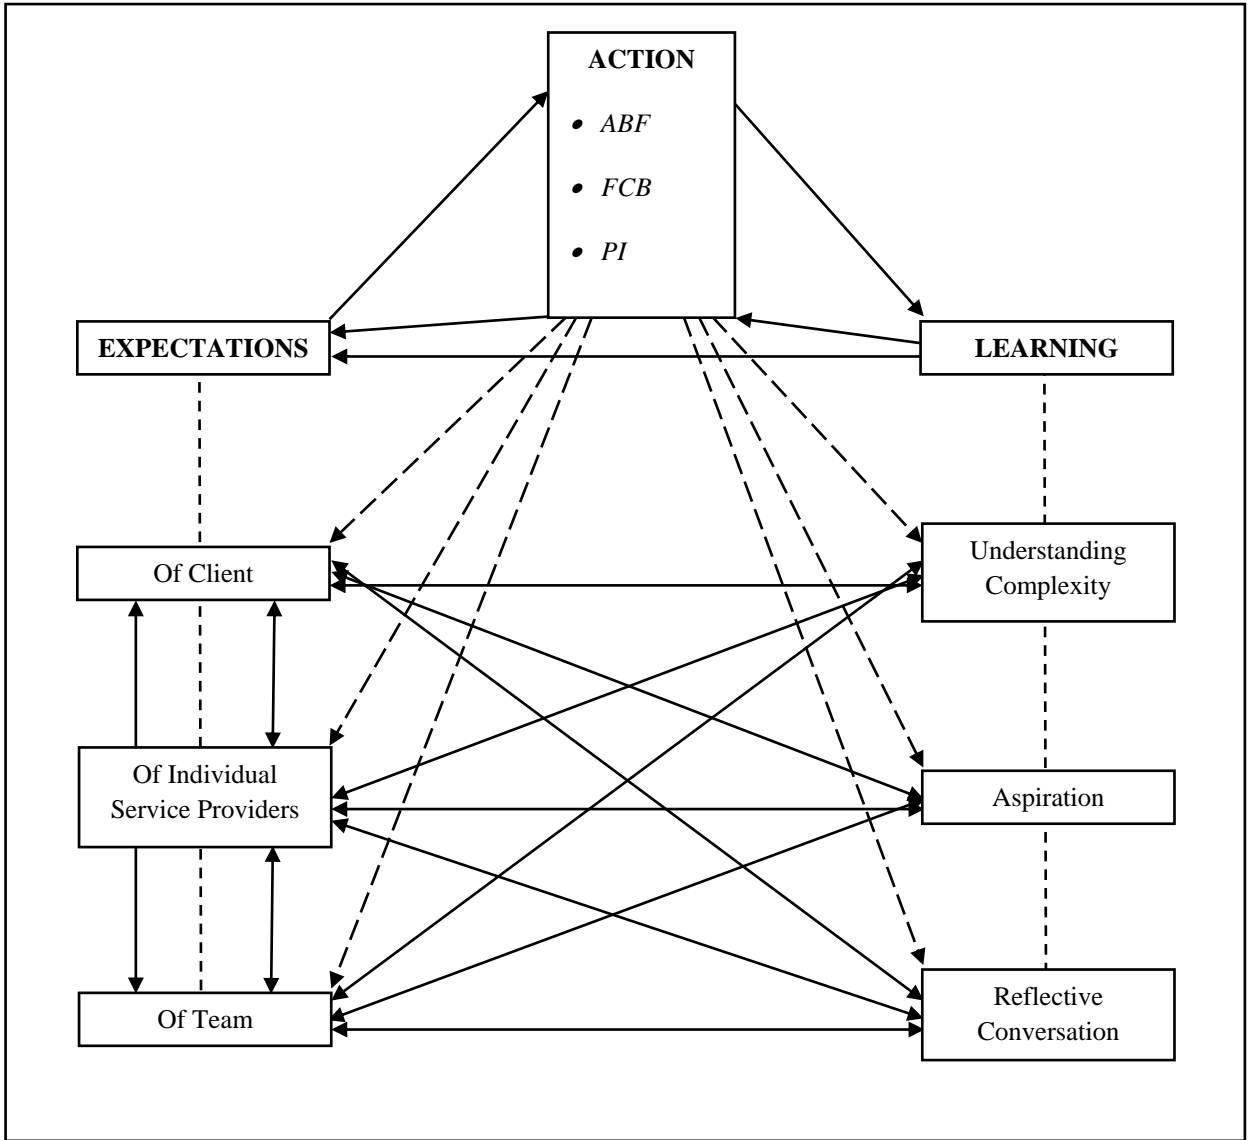 ACTION
• ABF
• FCB
• PI
EXPECTATIONS
LEARNING
Of Client
Understanding
Complexity
Of Individual
Service Providers
Aspiration
Of Team
Reflective
Conversation